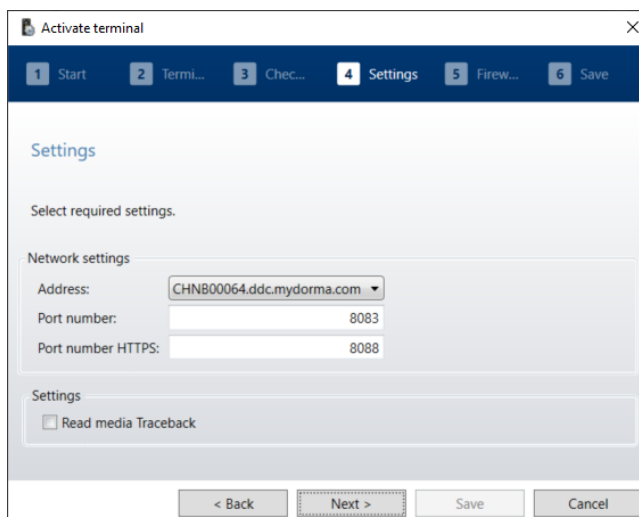 Activate terminal
1 Start 2 Termi... 3 Chec... 4 Settings 5 Firew... 6 Save
Settings
Select required settings.
Network settings
Address: CHNB00064.ddc.mydorma.com
Port number: 8083
Port number HTTPS: 8088
Settings
Read media Traceback
< Back Next > Save Cancel